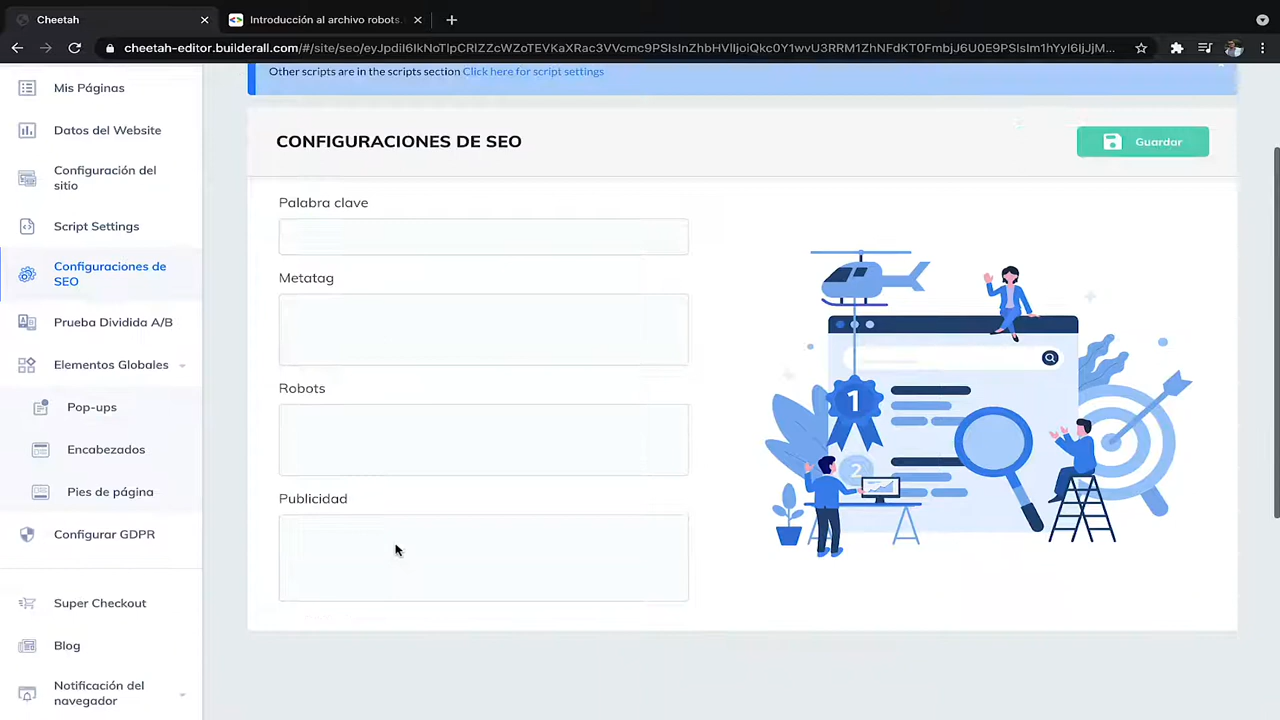 Cheetah
Introducción al archivo robots.
cheetah-editor.builderall.com/#/site/seo/
Mis Páginas
Datos del Website
Configuración del
sitio
Script Settings
Configuraciones de
SEO
Prueba Dividida A/B
Elementos Globales
Pop-ups
Encabezados
Pies de página
Configurar GDPR
Super Checkout
Blog
Notificación del
navegador
Other scripts are in the scripts section Click here for script settings
CONFIGURACIONES DE SEO
Guardar
Palabra clave
Metatag
Robots
Publicidad
1
2